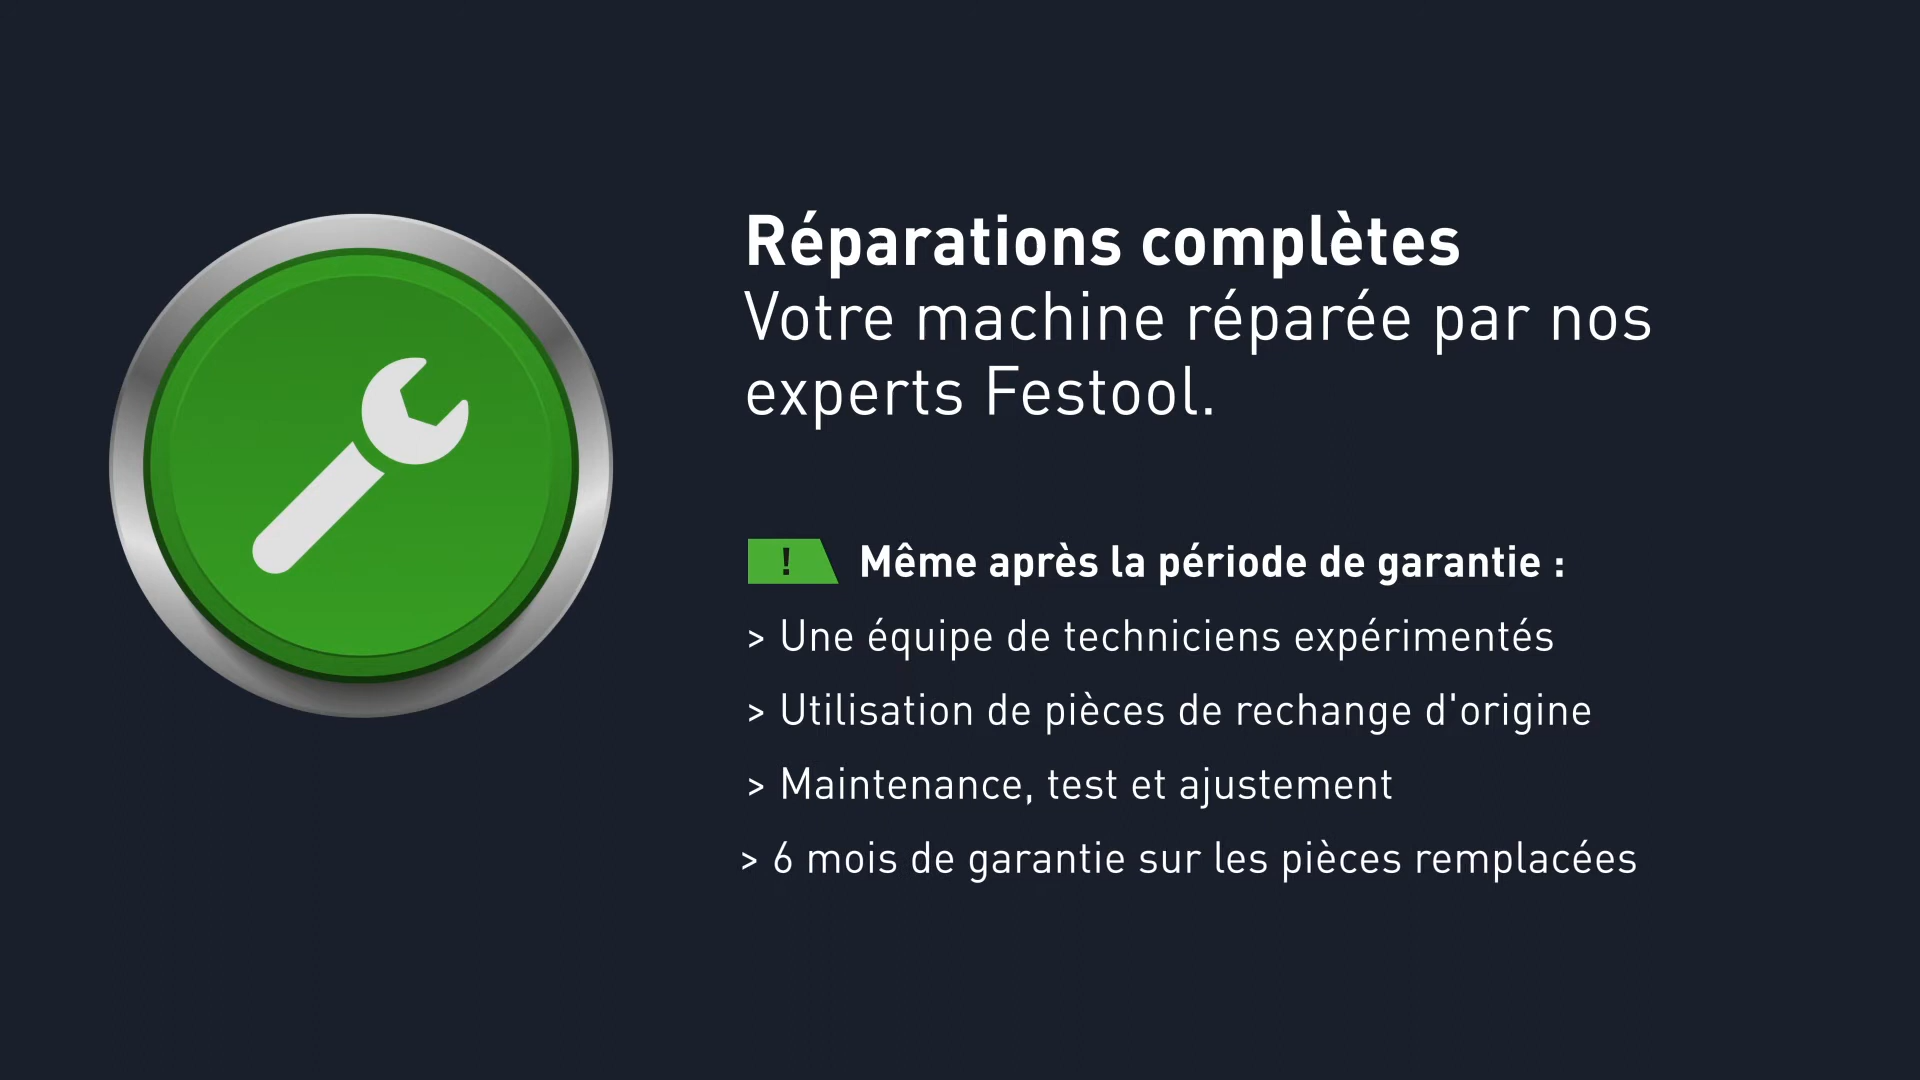 Réparations complètes
Votre machine réparée par nos
experts Festool.
! Même après la période de garantie :
> Une équipe de techniciens expérimentés
> Utilisation de pièces de rechange d'origine
> Maintenance, test et ajustement
> 6 mois de garantie sur les pièces remplacées